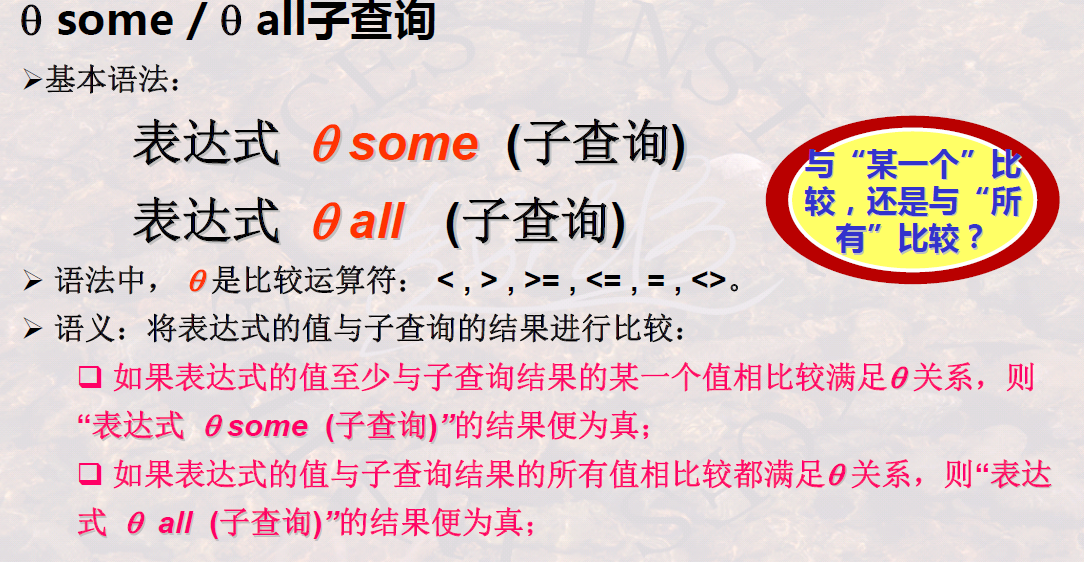 θ some / θ all子查询
➢基本语法：
表达式 θ some (子查询)
表达式 θ all (子查询)
与“某一个”比
较，还是与“所
有”比较？
➢ 语法中， θ 是比较运算符： < , > , >= , <= , = , <>。
➢ 语义：将表达式的值与子查询的结果进行比较：
❑ 如果表达式的值至少与子查询结果的某一个值相比较满足θ 关系，则
“表达式 θ some (子查询)”的结果便为真；
❑ 如果表达式的值与子查询结果的所有值相比较都满足θ 关系，则“表达
式 θ all (子查询)”的结果便为真；